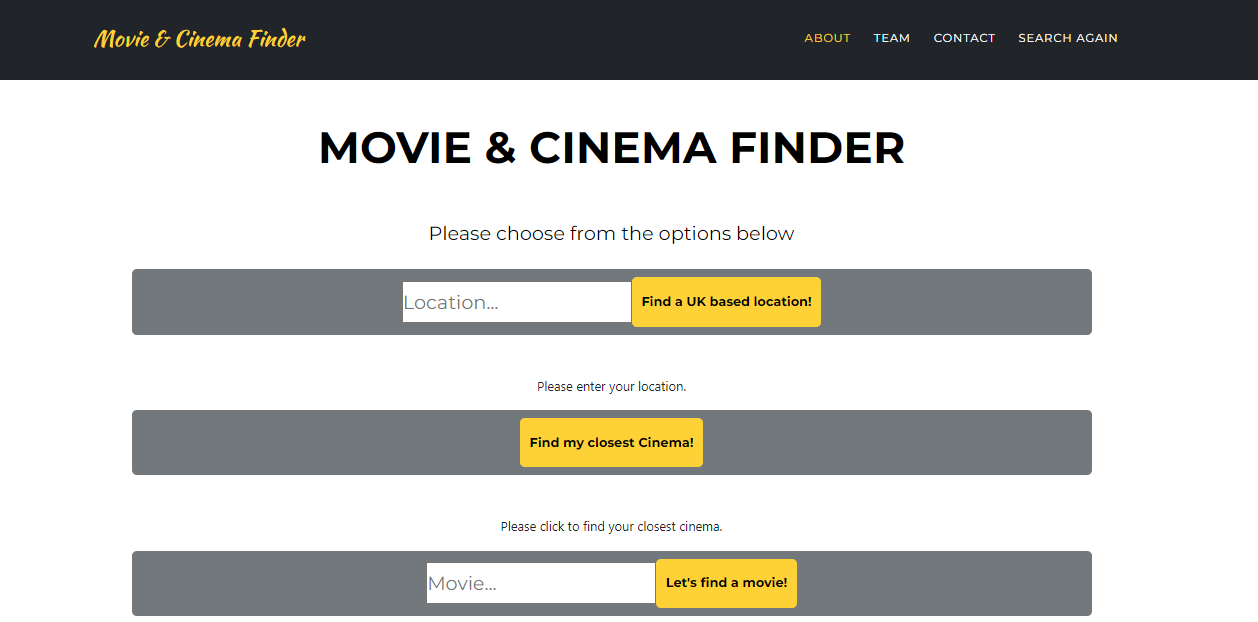 Movie & Cinema Finder
ABOUT TEAM CONTACT SEARCH AGAIN
MOVIE & CINEMA FINDER
Please choose from the options below
Location... Find a UK based location!
Please enter your location.
Find my closest Cinema!
Please click to find your closest cinema.
Movie... Let's find a movie!